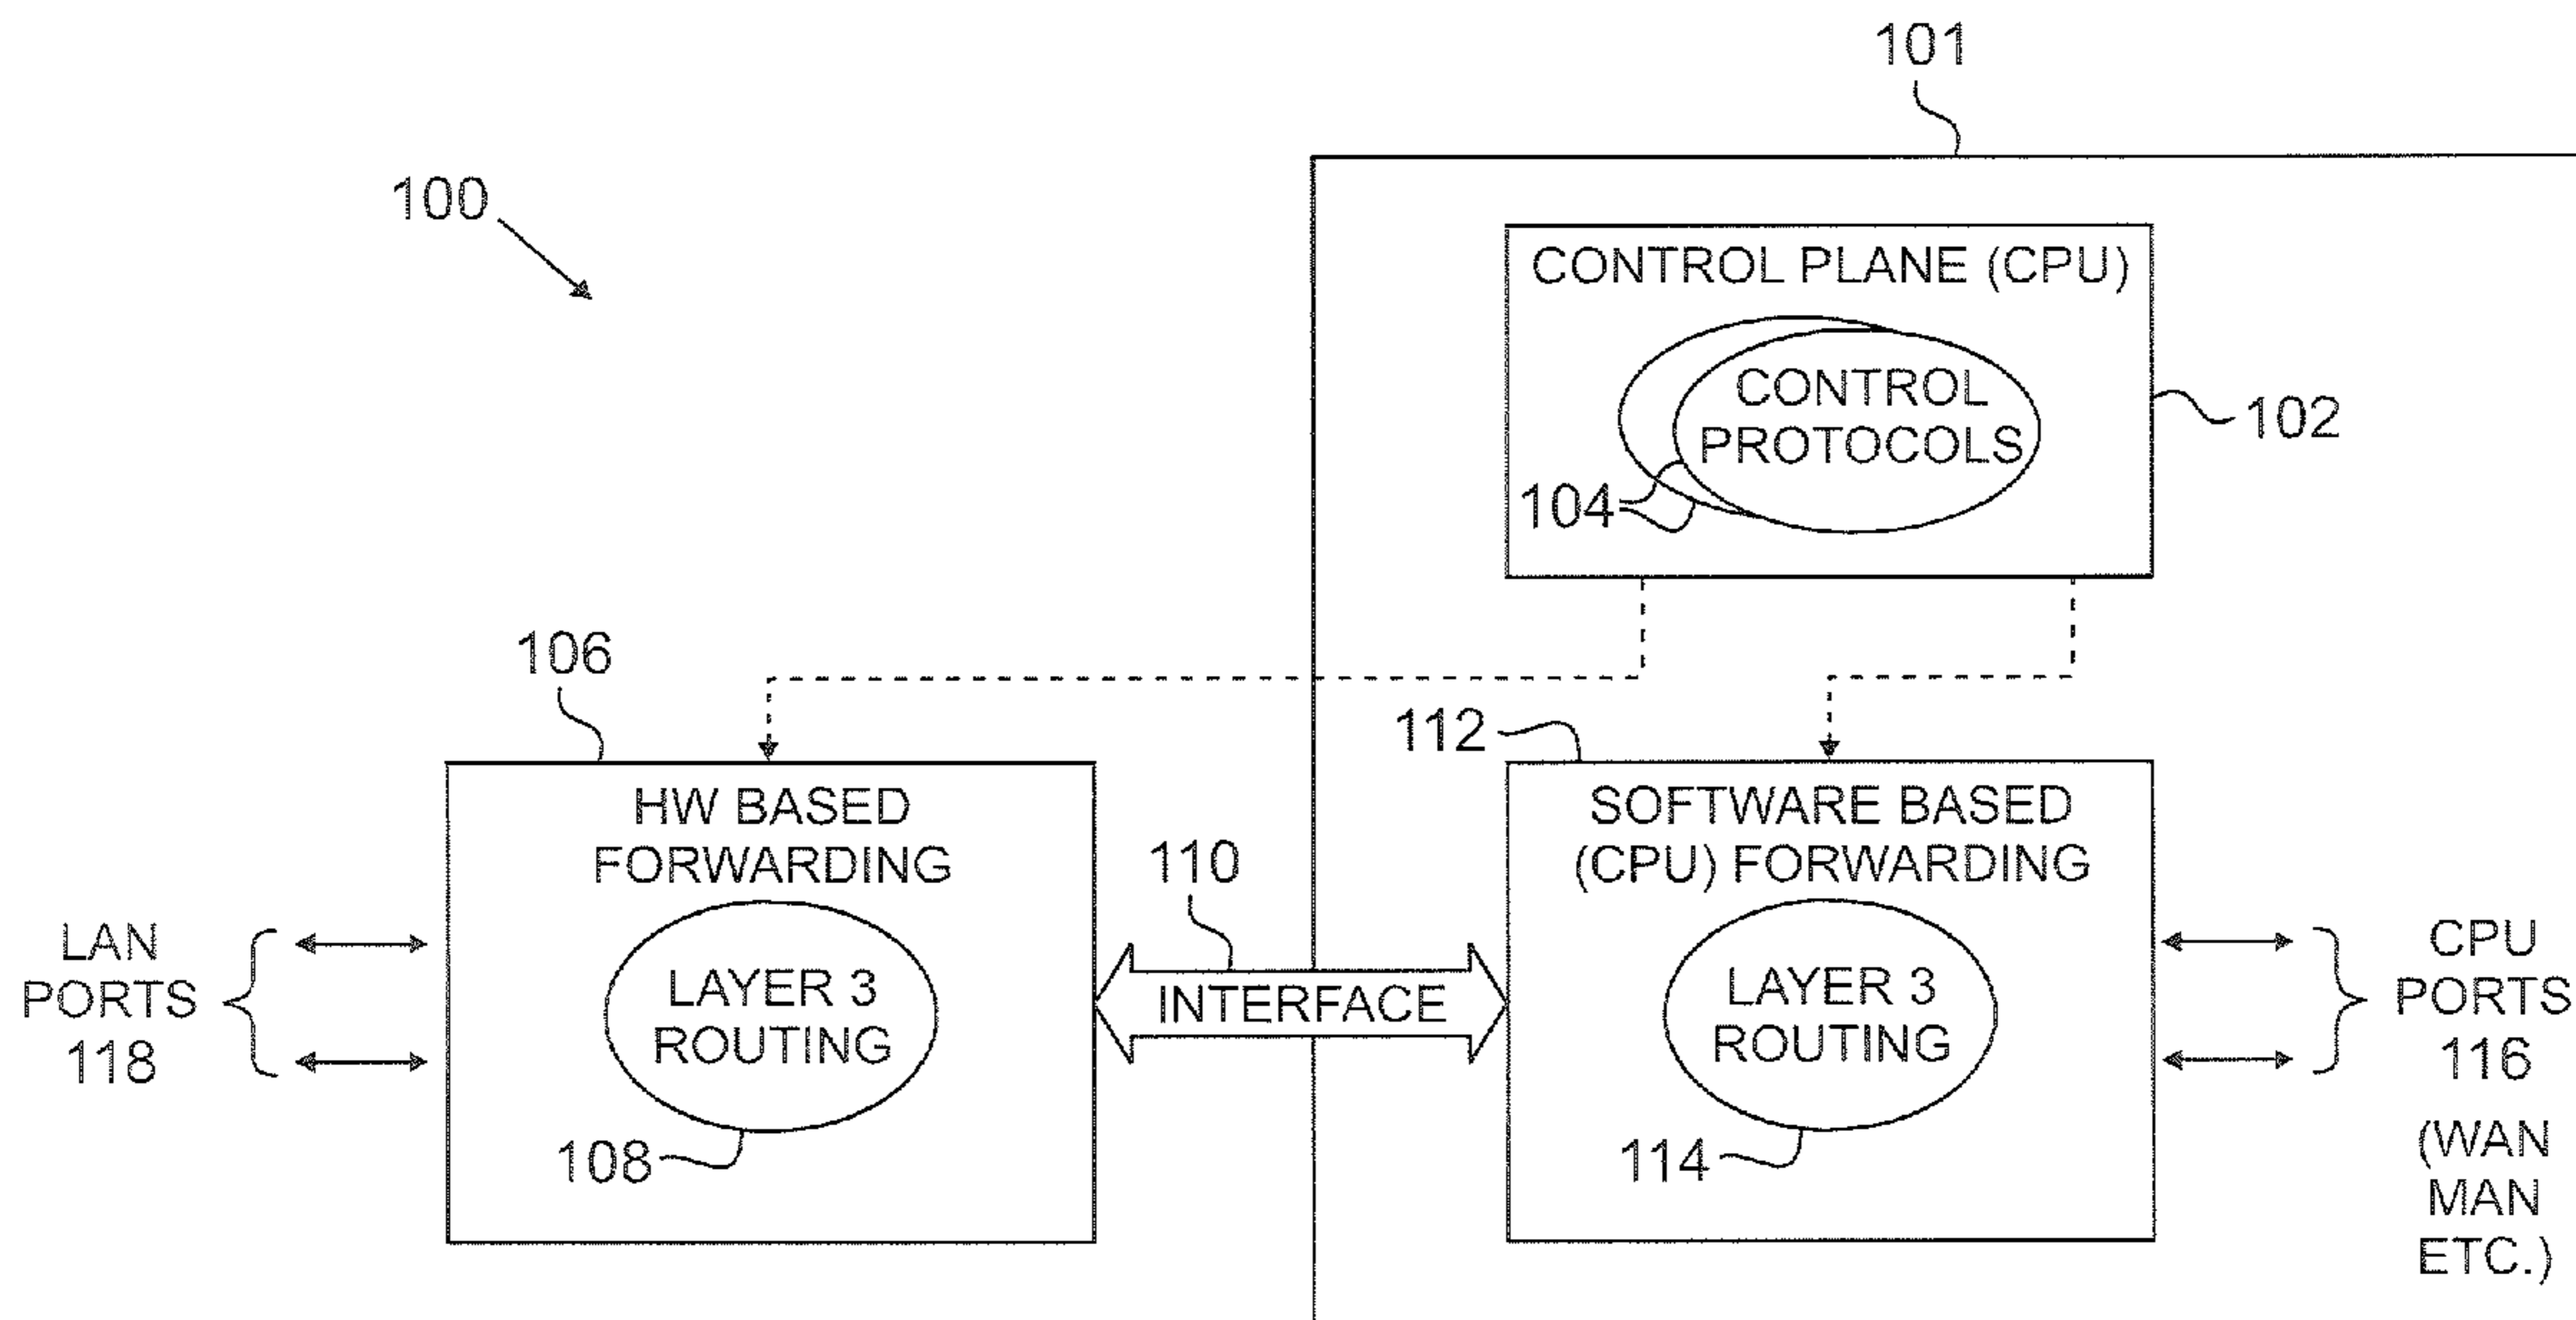 101
100
CONTROL PLANE (CPU)
CONTROL
PROTOCOLS
102
104
106
112
HW BASED
FORWARDING
SOFTWARE BASED
(CPU) FORWARDING
110
LAN
PORTS
118
LAYER 3
ROUTING
INTERFACE
LAYER 3
ROUTING
CPU
PORTS
116
(WAN
MAN
ETC.)
108
114